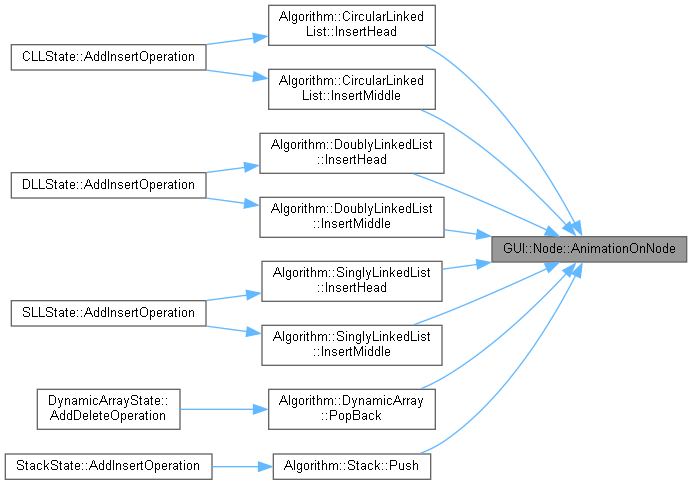 Algorithm::CircularLinked
List::InsertHead
CLLState::AddInsertOperation
Algorithm::CircularLinked
List::InsertMiddle
Algorithm::DoublyLinkedList
::InsertHead
DLLState::AddInsertOperation
Algorithm::DoublyLinkedList
::InsertMiddle
GUI::Node::AnimationOnNode
Algorithm::SinglyLinkedList
::InsertHead
SLLState::AddInsertOperation
Algorithm::SinglyLinkedList
::InsertMiddle
DynamicArrayState::
AddDeleteOperation
Algorithm::DynamicArray
::PopBack
StackState::AddInsertOperation
Algorithm::Stack::Push